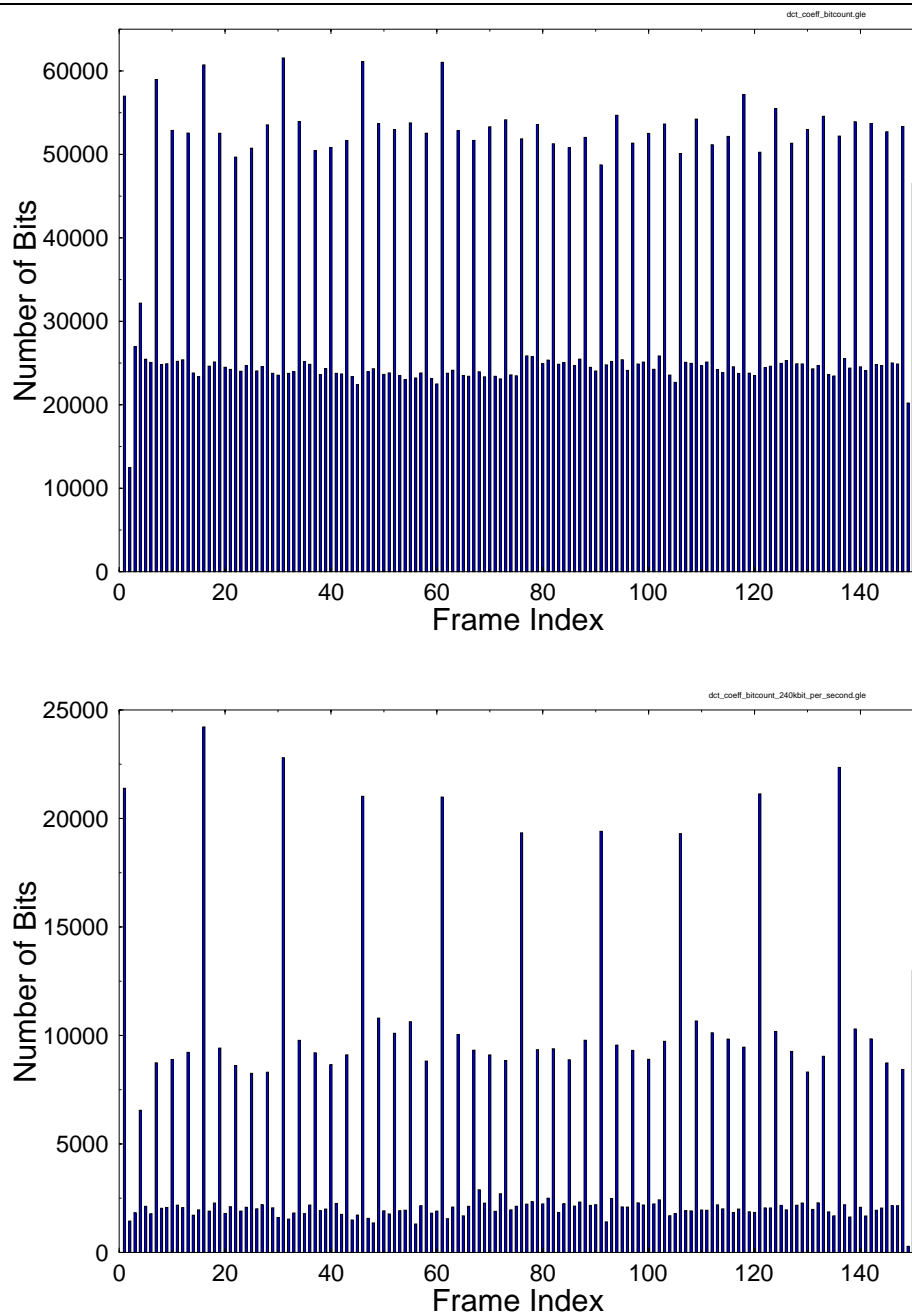 dct_coeff_bitcount.gle
60000
50000
40000
30000
20000
10000
0
Number of Bits
0 20 40 60 80 100 120 140
Frame Index
dct_coeff_bitcount_240kbit_per_second.gle
25000
20000
15000
10000
5000
0
Number of Bits
0 20 40 60 80 100 120 140
Frame Index